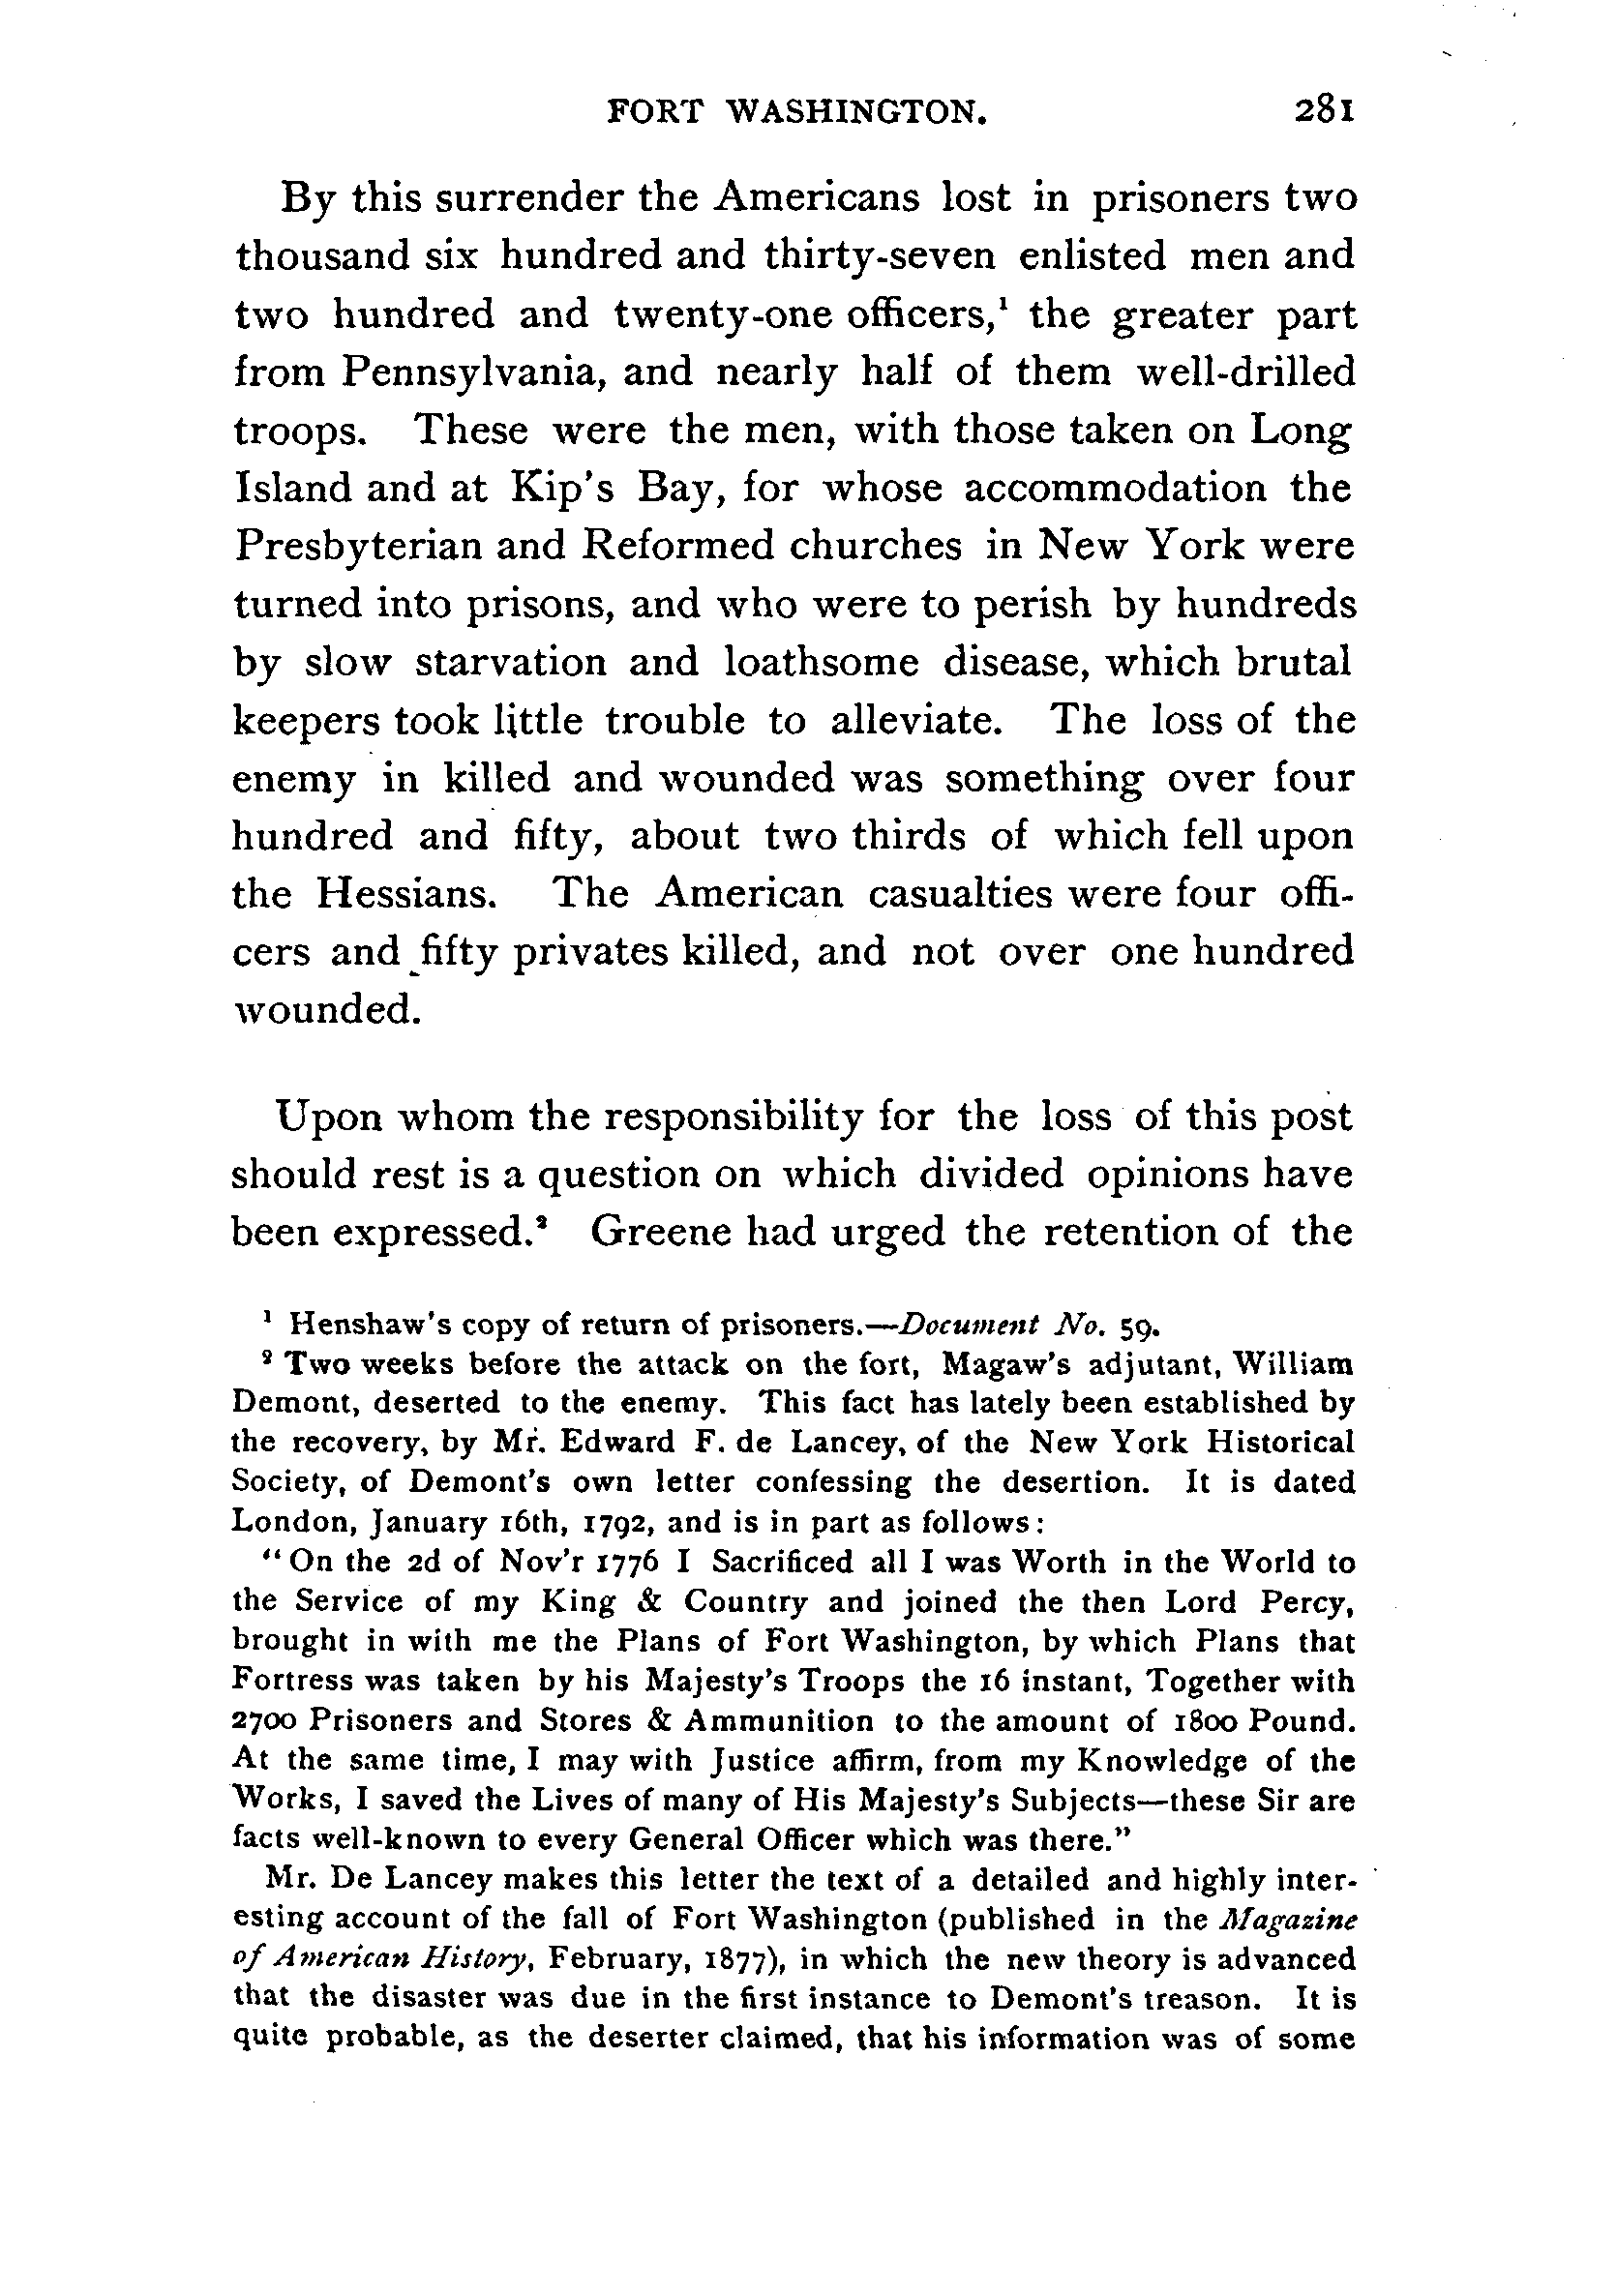 FORT WASHINGTON. 281
By this surrender the Americans lost in prisoners two
thousand six hundred and thirty-seven enlisted men and
two hundred and twenty-one officers,¹ the greater part
from Pennsylvania, and nearly half of them well-drilled
troops. These were the men, with those taken on Long
Island and at Kip's Bay, for whose accommodation the
Presbyterian and Reformed churches in New York were
turned into prisons, and who were to perish by hundreds
by slow starvation and loathsome disease, which brutal
keepers took little trouble to alleviate. The loss of the
enemy in killed and wounded was something over four
hundred and fifty, about two thirds of which fell upon
the Hessians. The American casualties were four offi-
cers and fifty privates killed, and not over one hundred
wounded.
Upon whom the responsibility for the loss of this post
should rest is a question on which divided opinions have
been expressed.² Greene had urged the retention of the
¹ Henshaw's copy of return of prisoners.—Document No. 59.
² Two weeks before the attack on the fort, Magaw's adjutant, William
Demont, deserted to the enemy. This fact has lately been established by
the recovery, by Mr. Edward F. de Lancey, of the New York Historical
Society, of Demont's own letter confessing the desertion. It is dated
London, January 16th, 1792, and is in part as follows:
"On the 2d of Nov'r 1776 I Sacrificed all I was Worth in the World to
the Service of my King & Country and joined the then Lord Percy,
brought in with me the Plans of Fort Washington, by which Plans that
Fortress was taken by his Majesty's Troops the 16 instant, Together with
2700 Prisoners and Stores & Ammunition to the amount of 1800 Pound.
At the same time, I may with Justice affirm, from my Knowledge of the
Works, I saved the Lives of many of His Majesty's Subjects—these Sir are
facts well-known to every General Officer which was there."
Mr. De Lancey makes this letter the text of a detailed and highly inter-
esting account of the fall of Fort Washington (published in the Magazine
of American History, February, 1877), in which the new theory is advanced
that the disaster was due in the first instance to Demont's treason. It is
quite probable, as the deserter claimed, that his information was of some